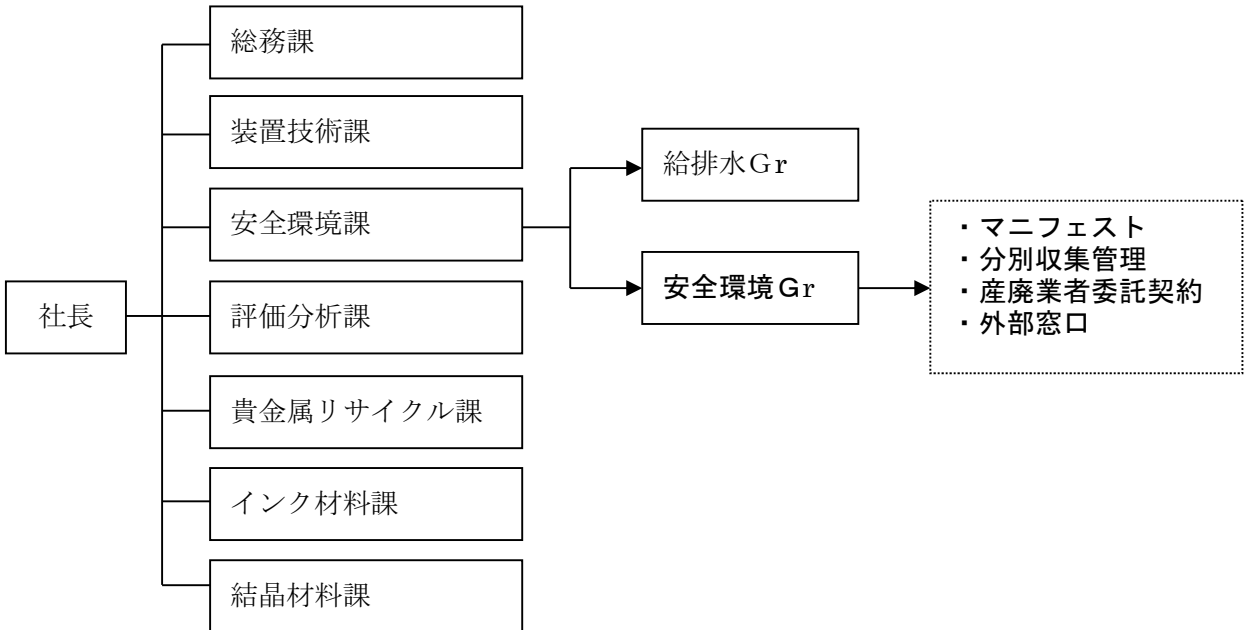 総務課
装置技術課
安全環境課
社長
評価分析課
貴金属リサイクル課
インク材料課
結晶材料課
給排水Gr
安全環境Gr
・マニフェスト
・分別収集管理
・産廃業者委託契約
・外部窓口